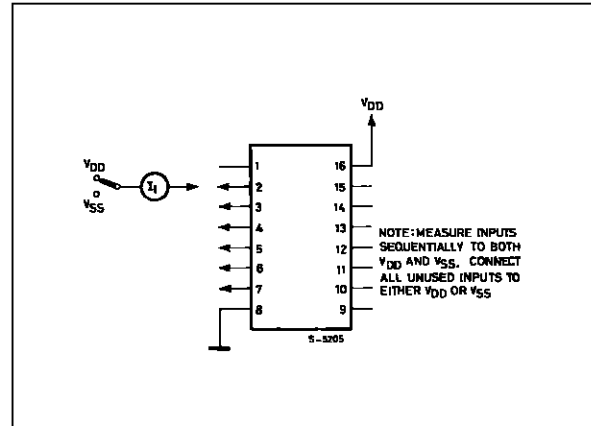 VDD
VDD
VSS
II
1
2
3
4
5
6
7
8
16
15
14
13
12
11
10
9
NOTE: MEASURE INPUTS
SEQUENTIALLY TO BOTH
VDD AND VSS. CONNECT
ALL UNUSED INPUTS TO
EITHER VDD OR VSS
S-5205